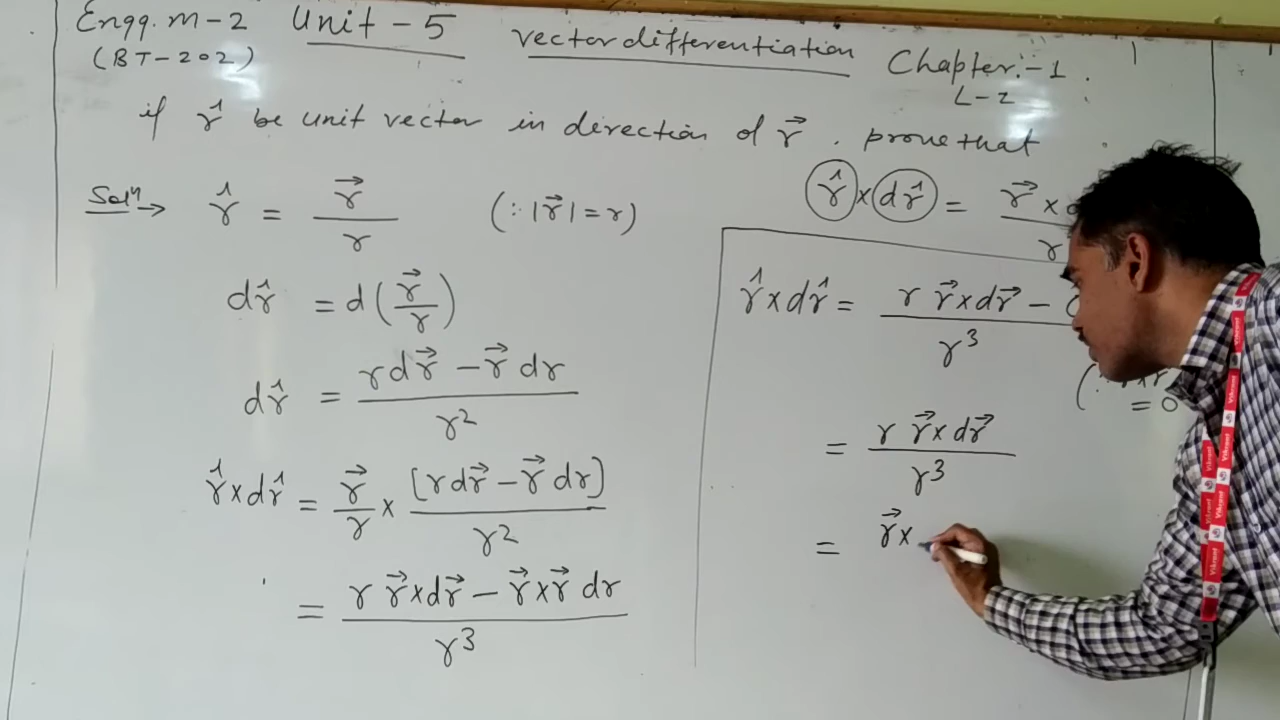 Engg. M-2 Unit - 5 vector differentiation Chapter:-1
(BT-202) L-2
if r̂ be unit vector in direction of r⃗ . prove that
r̂ × dr̂ = r⃗ × / r
Solⁿ → r̂ = r⃗ / r (∵ |r⃗| = r)
dr̂ = d(r⃗ / r)
dr̂ = r dr⃗ − r⃗ dr / r²
r̂ × dr̂ = r⃗ / r × [r dr⃗ − r⃗ dr] / r²
= r r⃗ × dr⃗ − r⃗ × r⃗ dr / r³
r̂ × dr̂ = r r⃗ × dr⃗ − / r³
= 0
= r r⃗ × dr⃗ / r³
= r⃗ ×
Vikrant